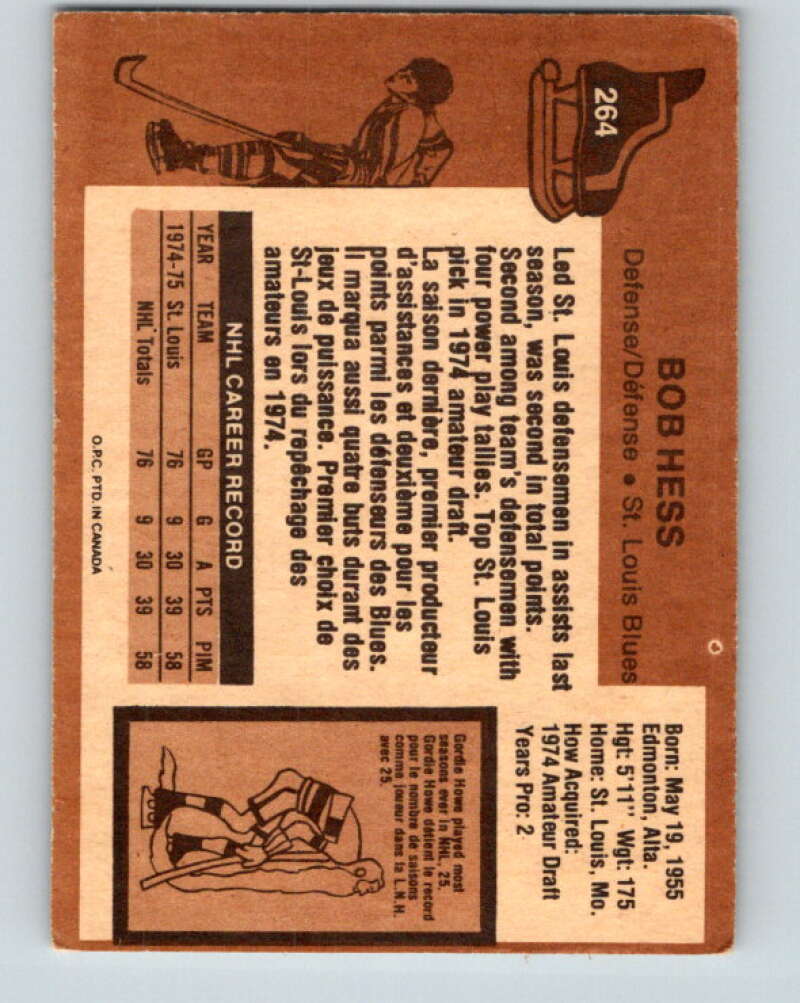 264
BOB HESS
Defense/Défense • St. Louis Blues
Born: May 19, 1955
Edmonton, Alta.
Hgt: 5'11" Wgt: 175
Home: St. Louis, Mo.
How Acquired:
1974 Amateur Draft
Years Pro: 2
Led St. Louis defensemen in assists last
season, was second in total points.
Second among team's defensemen with
four power play tallies. Top St. Louis
pick in 1974 amateur draft.
La saison dernière, premier producteur
d'assistances et deuxième pour les
points parmi les défenseurs des Blues.
Il marqua aussi quatre buts durant des
jeux de puissance. Premier choix de
St-Louis lors du repêchage des
amateurs en 1974.
NHL CAREER RECORD
YEAR TEAM GP G A PTS PIM
1974-75 St. Louis 76 9 30 39 58
NHL Totals 76 9 30 39 58
Gordie Howe played most
seasons ever in NHL, 25.
Gordie Howe détient le record
pour le nombre de saisons
comme joueur dans la L.N.H.
avec 25.
O.P.C. PTD. IN CANADA